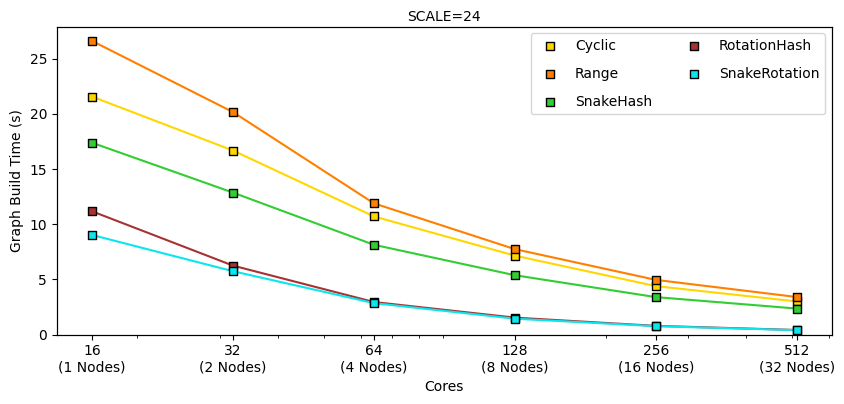 SCALE=24
Cyclic
Range
SnakeHash
RotationHash
SnakeRotation
Graph Build Time (s)
25
20
15
10
5
0
16 32 64 128 256 512
(1 Nodes) (2 Nodes) (4 Nodes) (8 Nodes) (16 Nodes) (32 Nodes)
Cores